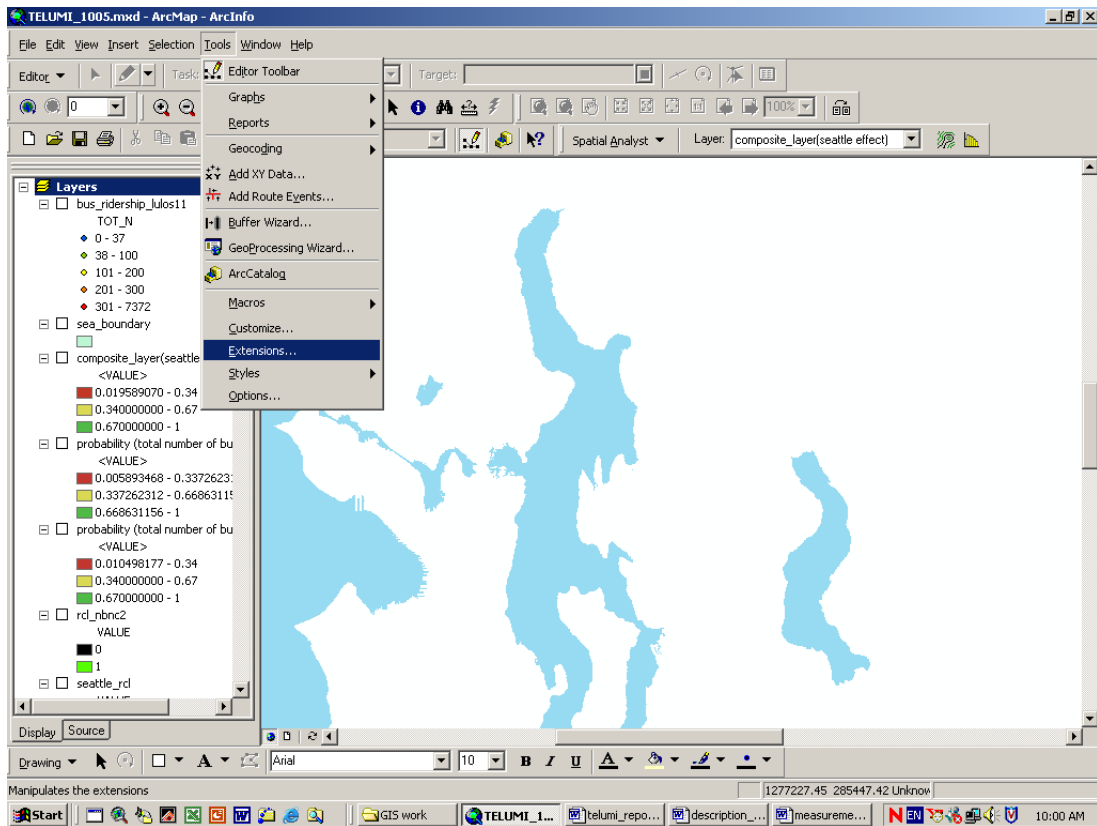 TELUMI_1005.mxd - ArcMap - ArcInfo
File Edit View Insert Selection Tools Window Help
Editor Task: Target:
Editor Toolbar
Graphs
Reports
Geocoding
Add XY Data...
Add Route Events...
Buffer Wizard...
GeoProcessing Wizard...
ArcCatalog
Macros
Customize...
Extensions...
Styles
Options...
0 100%
Spatial Analyst Layer: composite_layer(seattle effect)
Layers
bus_ridership_lulos11
TOT_N
0 - 37
38 - 100
101 - 200
201 - 300
301 - 7372
sea_boundary
composite_layer(seattle
<VALUE>
0.019589070 - 0.34
0.340000000 - 0.67
0.670000000 - 1
probability (total number of bu
<VALUE>
0.005893468 - 0.3372623
0.337262312 - 0.6686311
0.668631156 - 1
probability (total number of bu
<VALUE>
0.010498177 - 0.34
0.340000000 - 0.67
0.670000000 - 1
rcl_nbnc2
VALUE
0
1
seattle_rcl
Display Source
Drawing A Arial 10 B I U A
Manipulates the extensions 1277227.45 285447.42 Unknow
Start GIS work TELUMI_1... telumi_repo... description_... measureme... N EN 10:00 AM